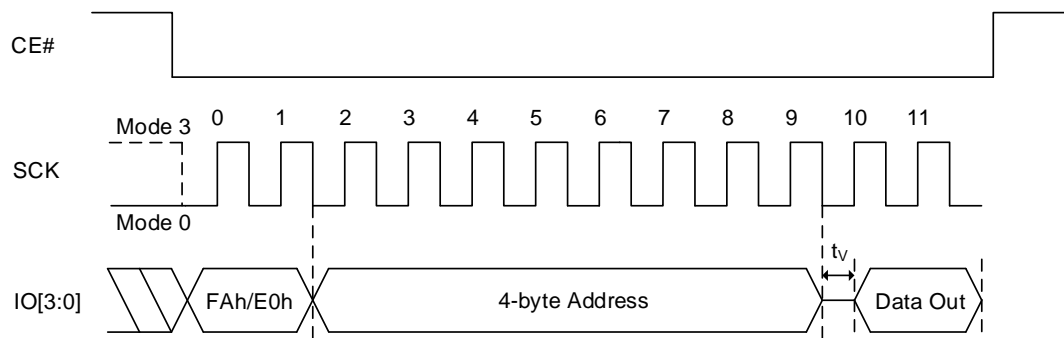 CE#
0 1 2 3 4 5 6 7 8 9 10 11
Mode 3
SCK
Mode 0
tV
IO[3:0] FAh/E0h 4-byte Address Data Out